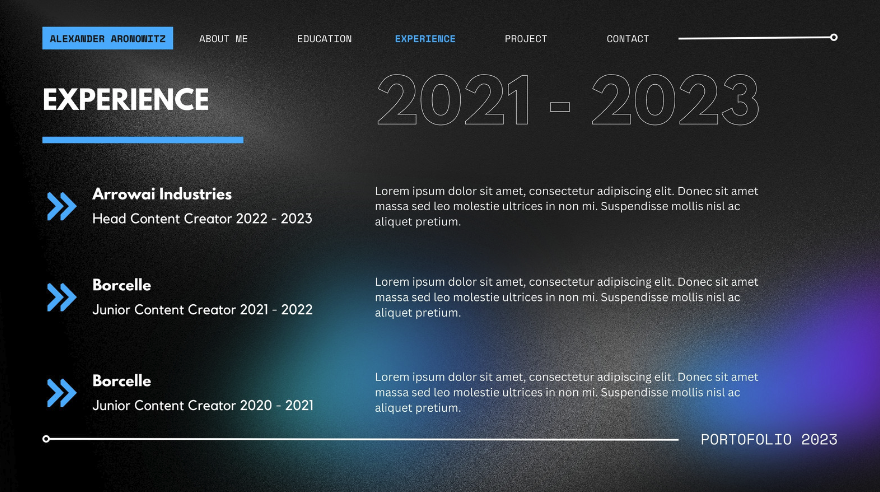 ALEXANDER ARONOWITZ ABOUT ME EDUCATION EXPERIENCE PROJECT CONTACT
EXPERIENCE
2021 - 2023
Arrowai Industries
Head Content Creator 2022 - 2023
Lorem ipsum dolor sit amet, consectetur adipiscing elit. Donec sit amet
massa sed leo molestie ultrices in non mi. Suspendisse mollis nisl ac
aliquet pretium.
Borcelle
Junior Content Creator 2021 - 2022
Lorem ipsum dolor sit amet, consectetur adipiscing elit. Donec sit amet
massa sed leo molestie ultrices in non mi. Suspendisse mollis nisl ac
aliquet pretium.
Borcelle
Junior Content Creator 2020 - 2021
Lorem ipsum dolor sit amet, consectetur adipiscing elit. Donec sit amet
massa sed leo molestie ultrices in non mi. Suspendisse mollis nisl ac
aliquet pretium.
PORTOFOLIO 2023